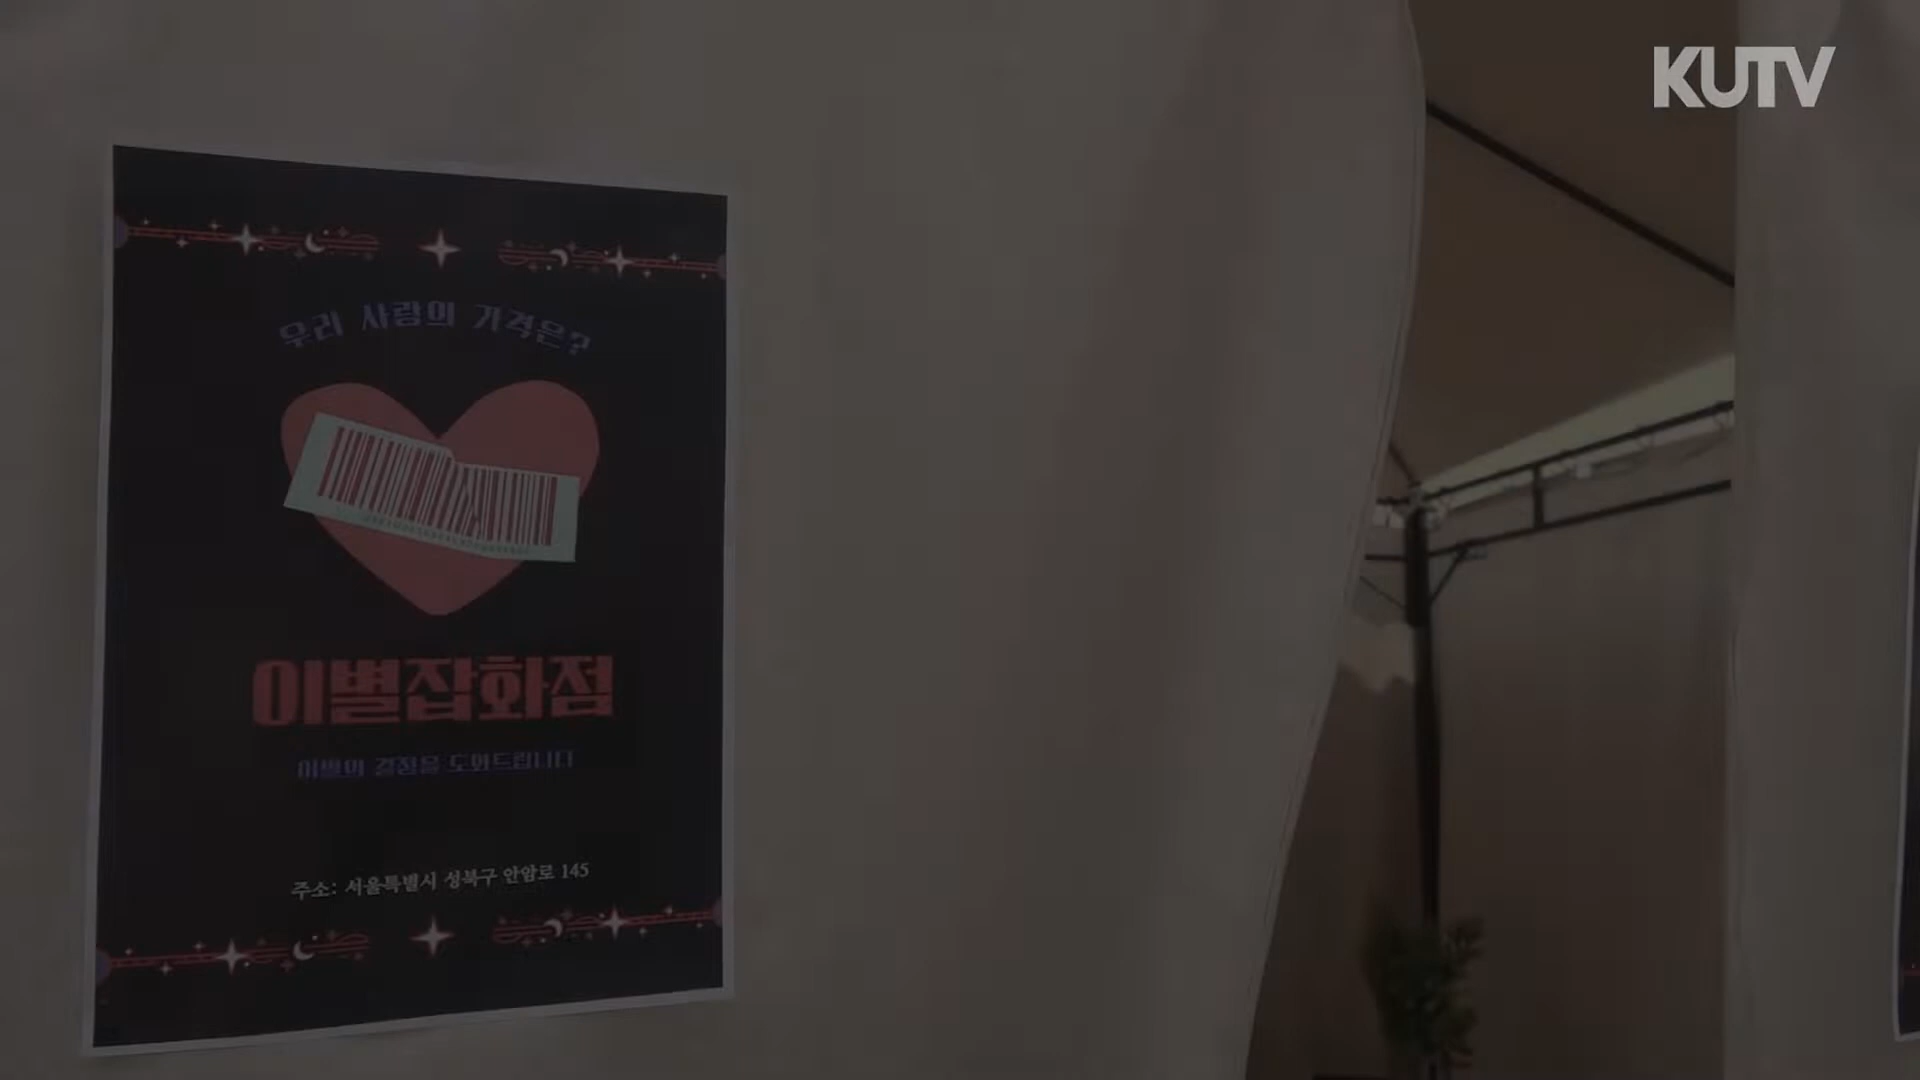 KUTV
우리 사랑의 가격은?
이별잡화점
이별의 결정을 도와드립니다
주소: 서울특별시 성북구 안암로 145